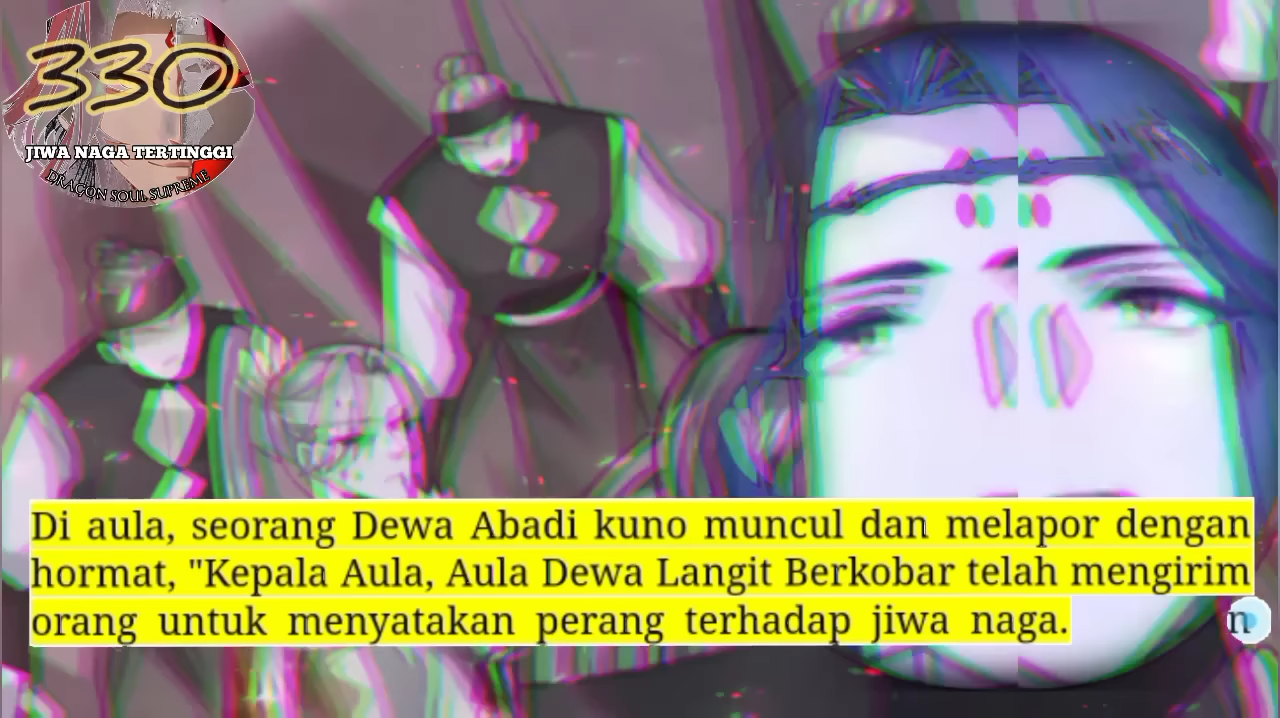 330
JIWA NAGA TERTINGGI
DRAGON SOUL SUPREME
Di aula, seorang Dewa Abadi kuno muncul dan melapor dengan
hormat, "Kepala Aula, Aula Dewa Langit Berkobar telah mengirim
orang untuk menyatakan perang terhadap jiwa naga. n